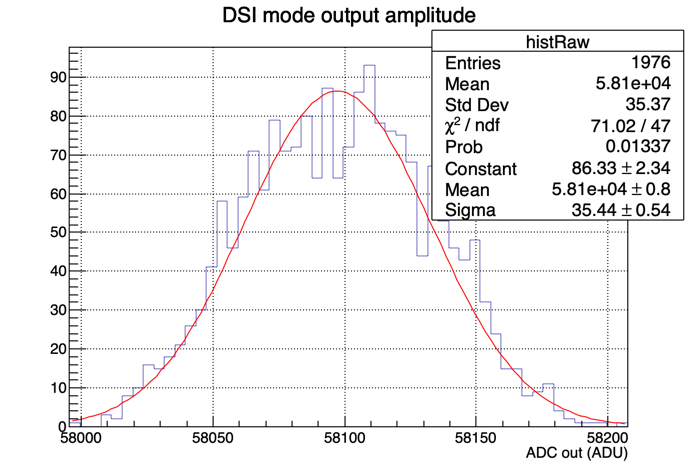 DSI mode output amplitude
histRaw
Entries 1976
Mean 5.81e+04
Std Dev 35.37
χ² / ndf 71.02 / 47
Prob 0.01337
Constant 86.33 ± 2.34
Mean 5.81e+04 ± 0.8
Sigma 35.44 ± 0.54
90
80
70
60
50
40
30
20
10
0
58000 58050 58100 58150 58200
ADC out (ADU)